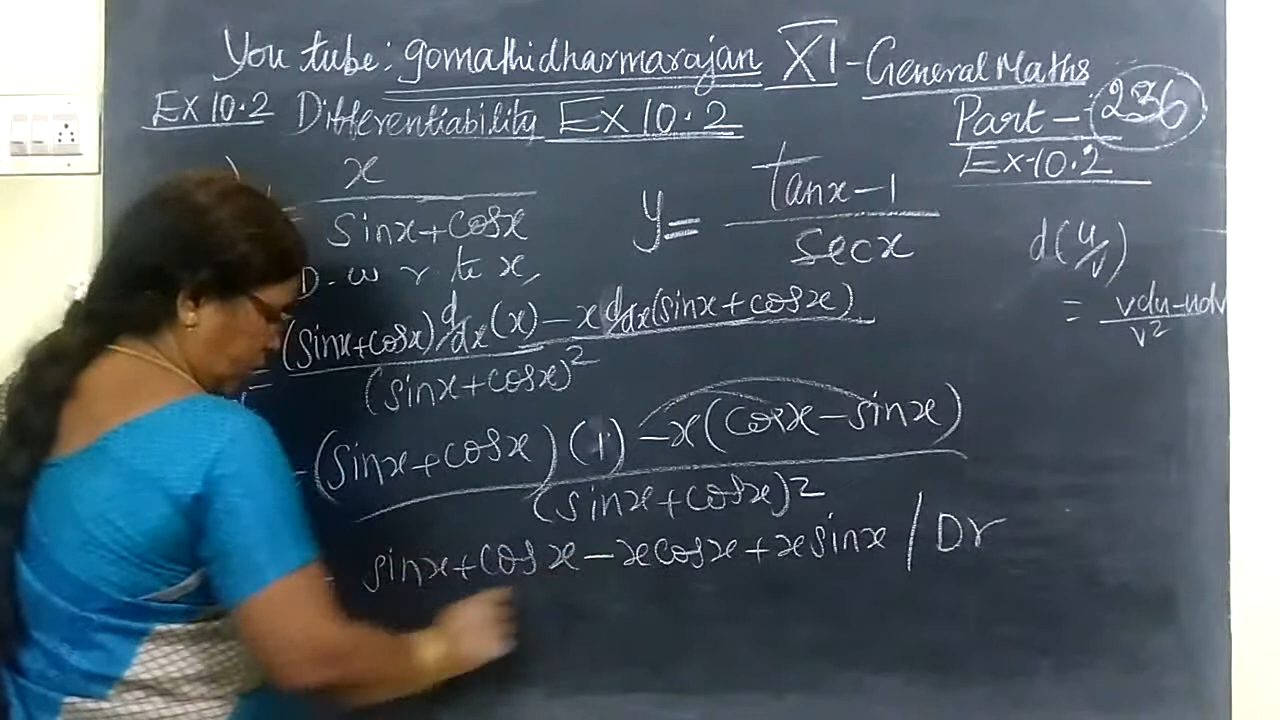 You tube: gomathidharmarajan XI - General Maths
Ex 10.2 Differentiability Ex 10.2
Part - 236
Ex-10.2
x
sinx+cosx
y= tanx-1
secx
D. w r to x,
d(u/v)
= vdu-udv
v²
(sinx+cosx) d/dx(x) - x d/dx(sinx+cosx)
=
(sinx+cosx)²
(sinx+cosx)(1) -x(cosx-sinx)
(sinx+cosx)2
sinx+cosx-xcosx+xsinx / Dr